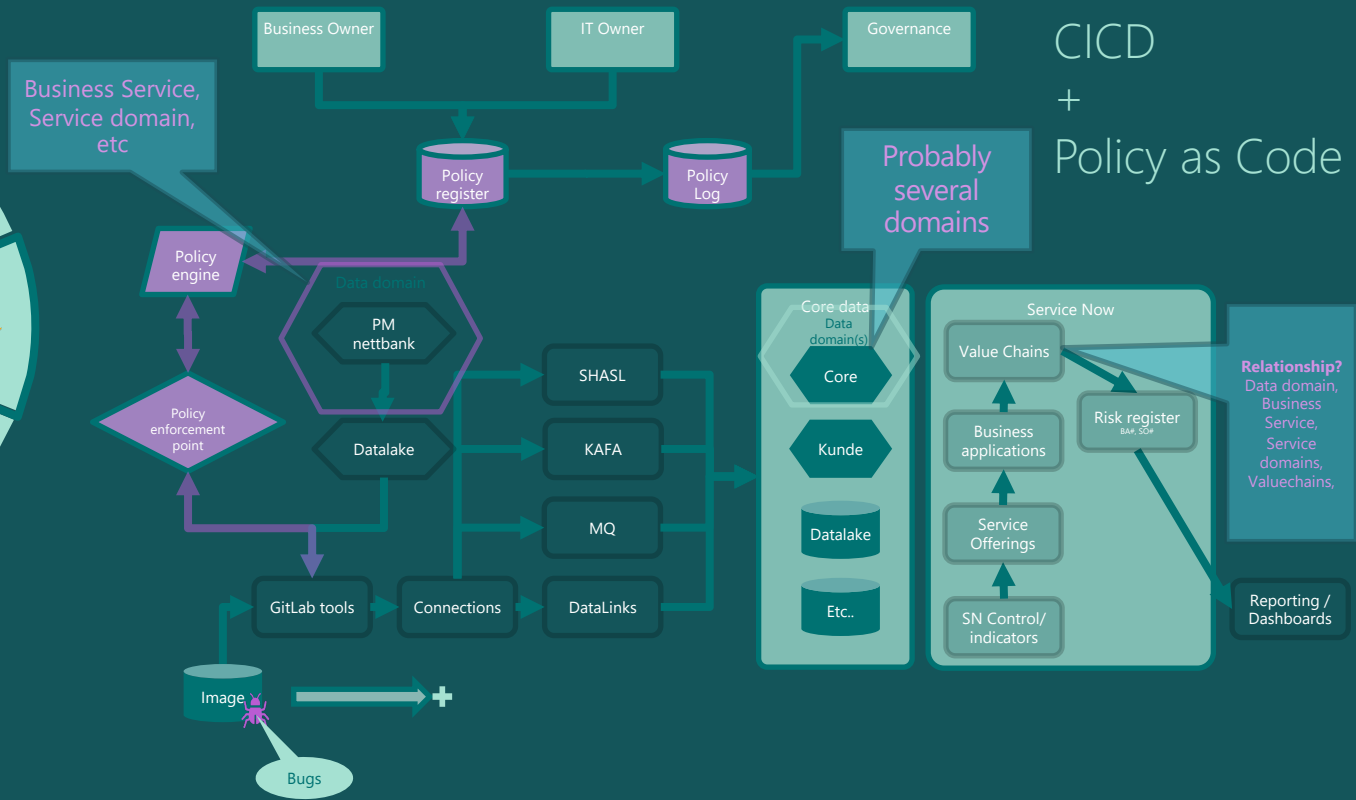 CICD
+
Policy as Code
Business Owner
IT Owner
Governance
Business Service,
Service domain,
etc
Policy
register
Policy
Log
Probably
several
domains
Policy
engine
Data domain
PM
nettbank
Policy
enforcement
point
Datalake
SHASL
KAFA
MQ
DataLinks
GitLab tools
Connections
Image
Bugs
Core data
Data
domain(s)
Core
Kunde
Datalake
Etc..
Service Now
Value Chains
Risk register
BA#, SO#
Business
applications
Service
Offerings
SN Control/
indicators
Relationship?
Data domain,
Business
Service,
Service
domains,
Valuechains,
Reporting /
Dashboards